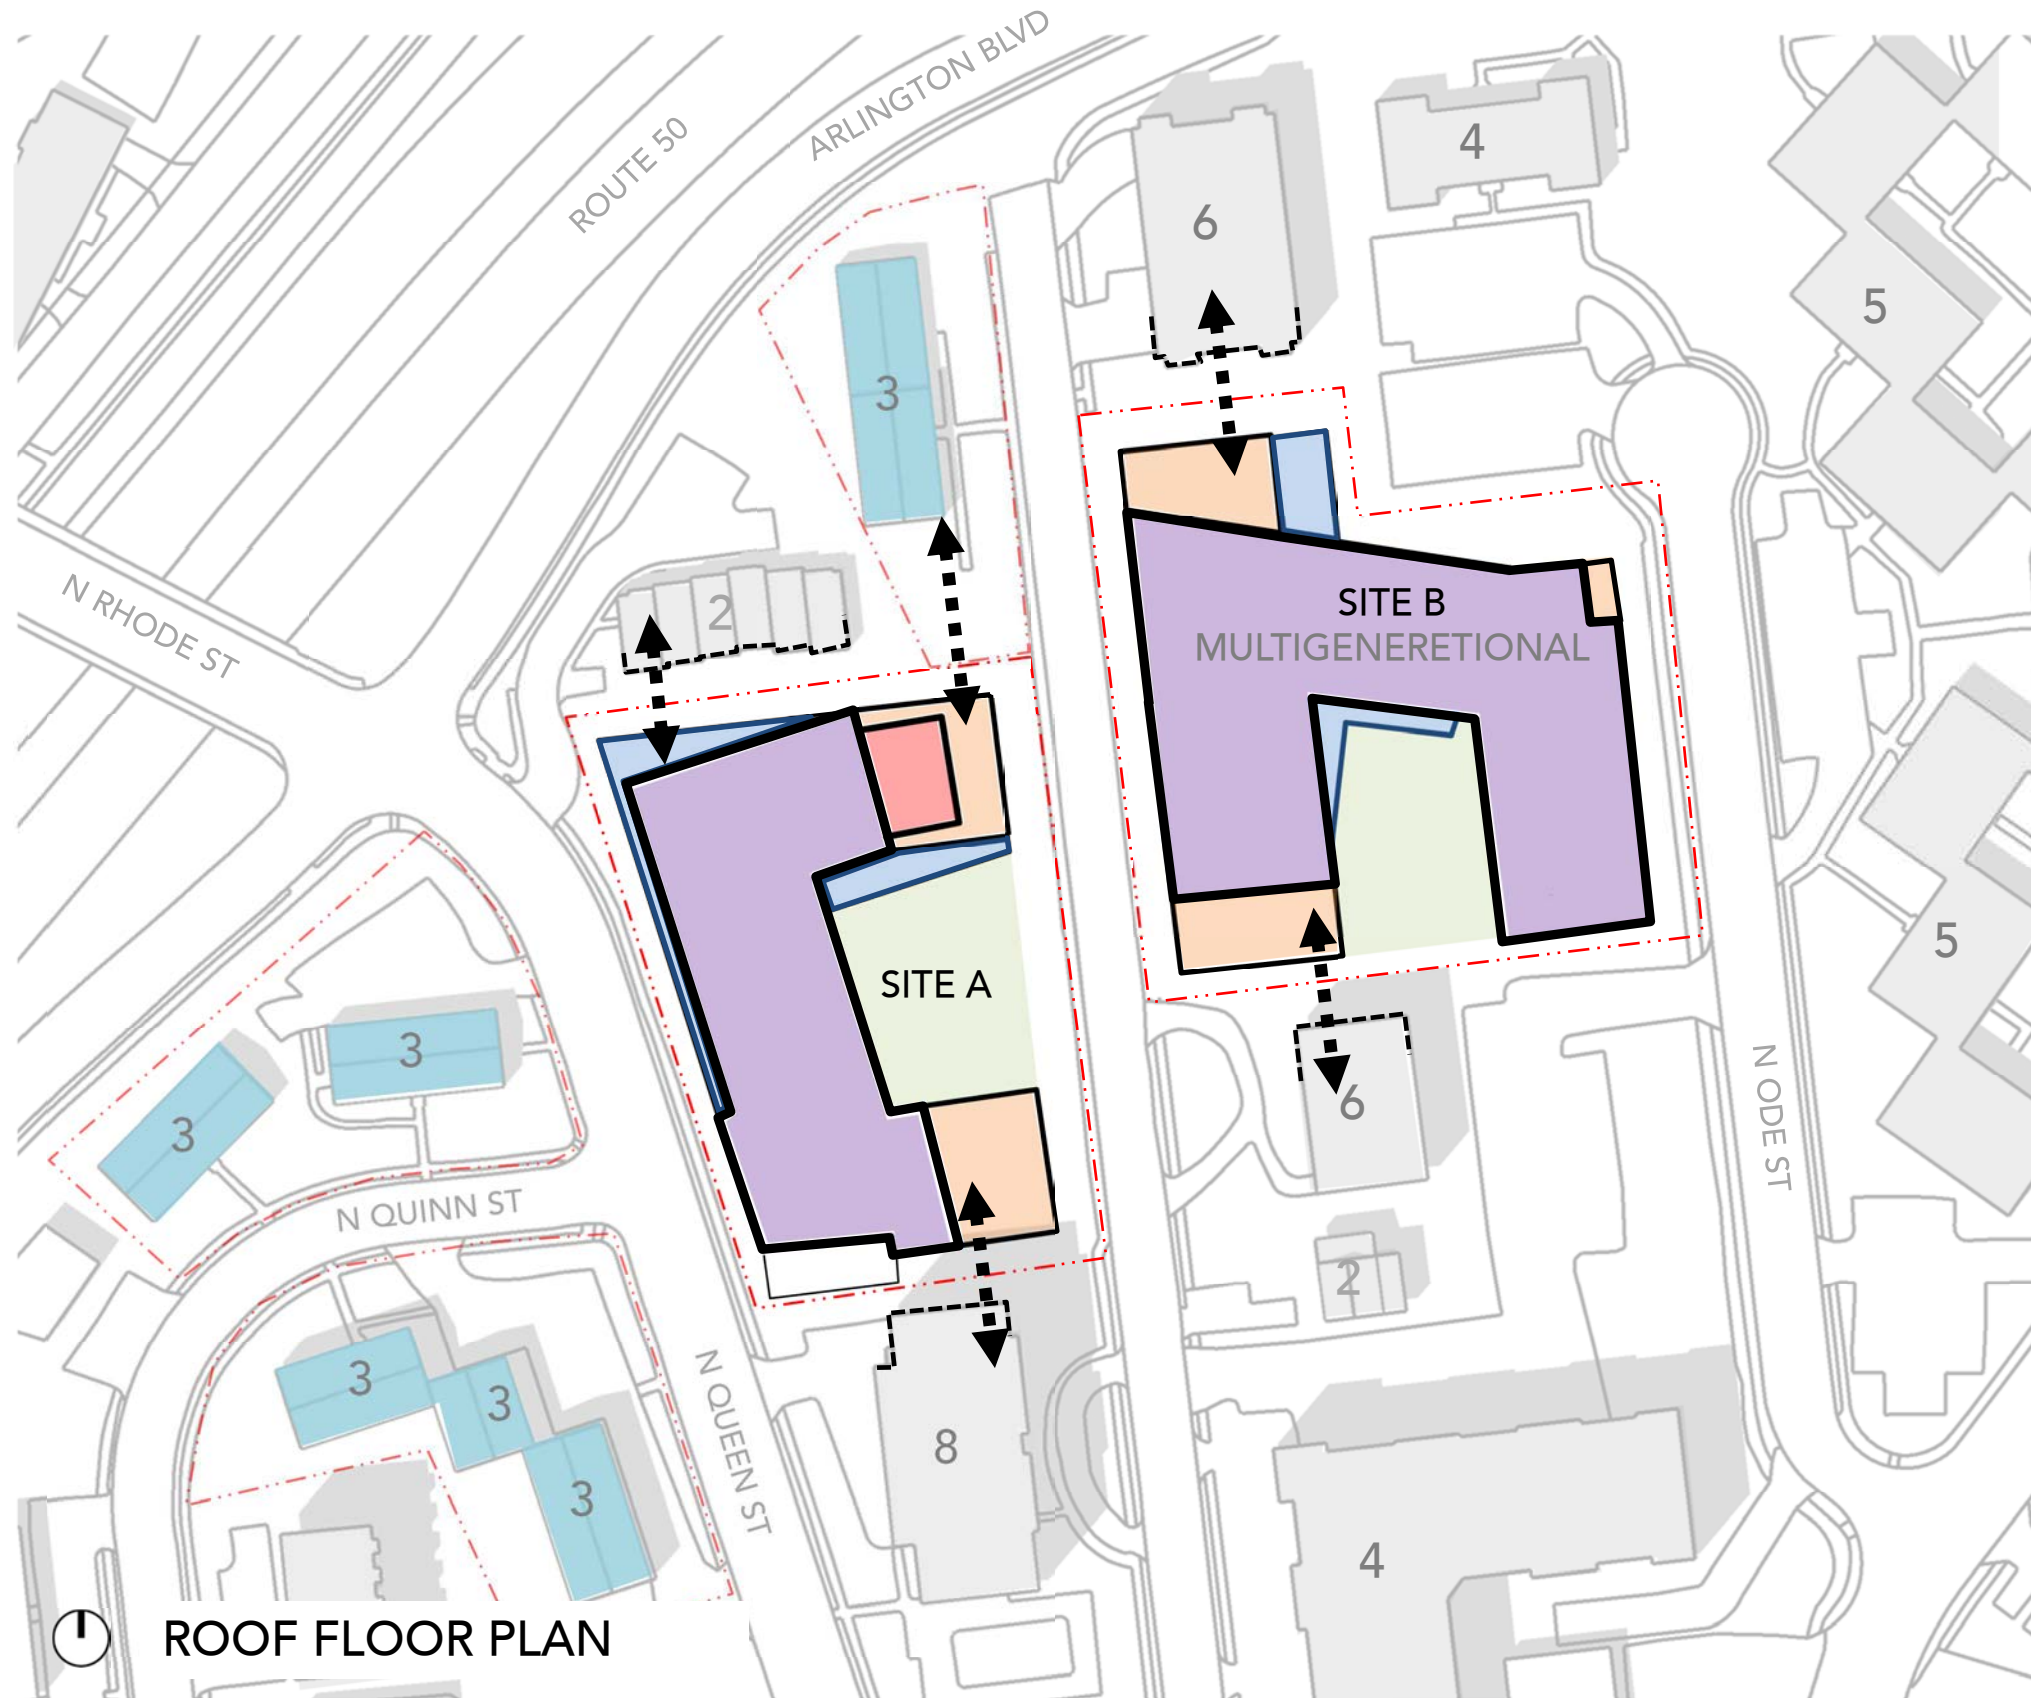 ARLINGTON BLVD
ROUTE 50
4
6
5
3
N RHODE ST
2
SITE B
MULTIGENERETIONAL
SITE A
5
3
3
6
N ODE ST
N QUINN ST
2
3
3
N QUEEN ST
8
3
4
ROOF FLOOR PLAN